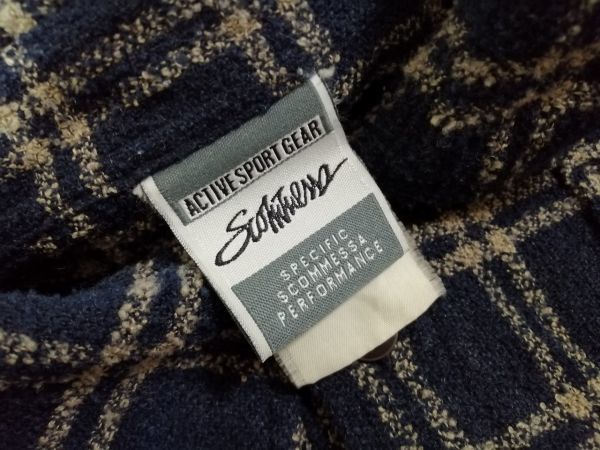 ACTIVE SPORT GEAR
Scommessa
SPECIFIC
SCOMMESSA
PERFORMANCE